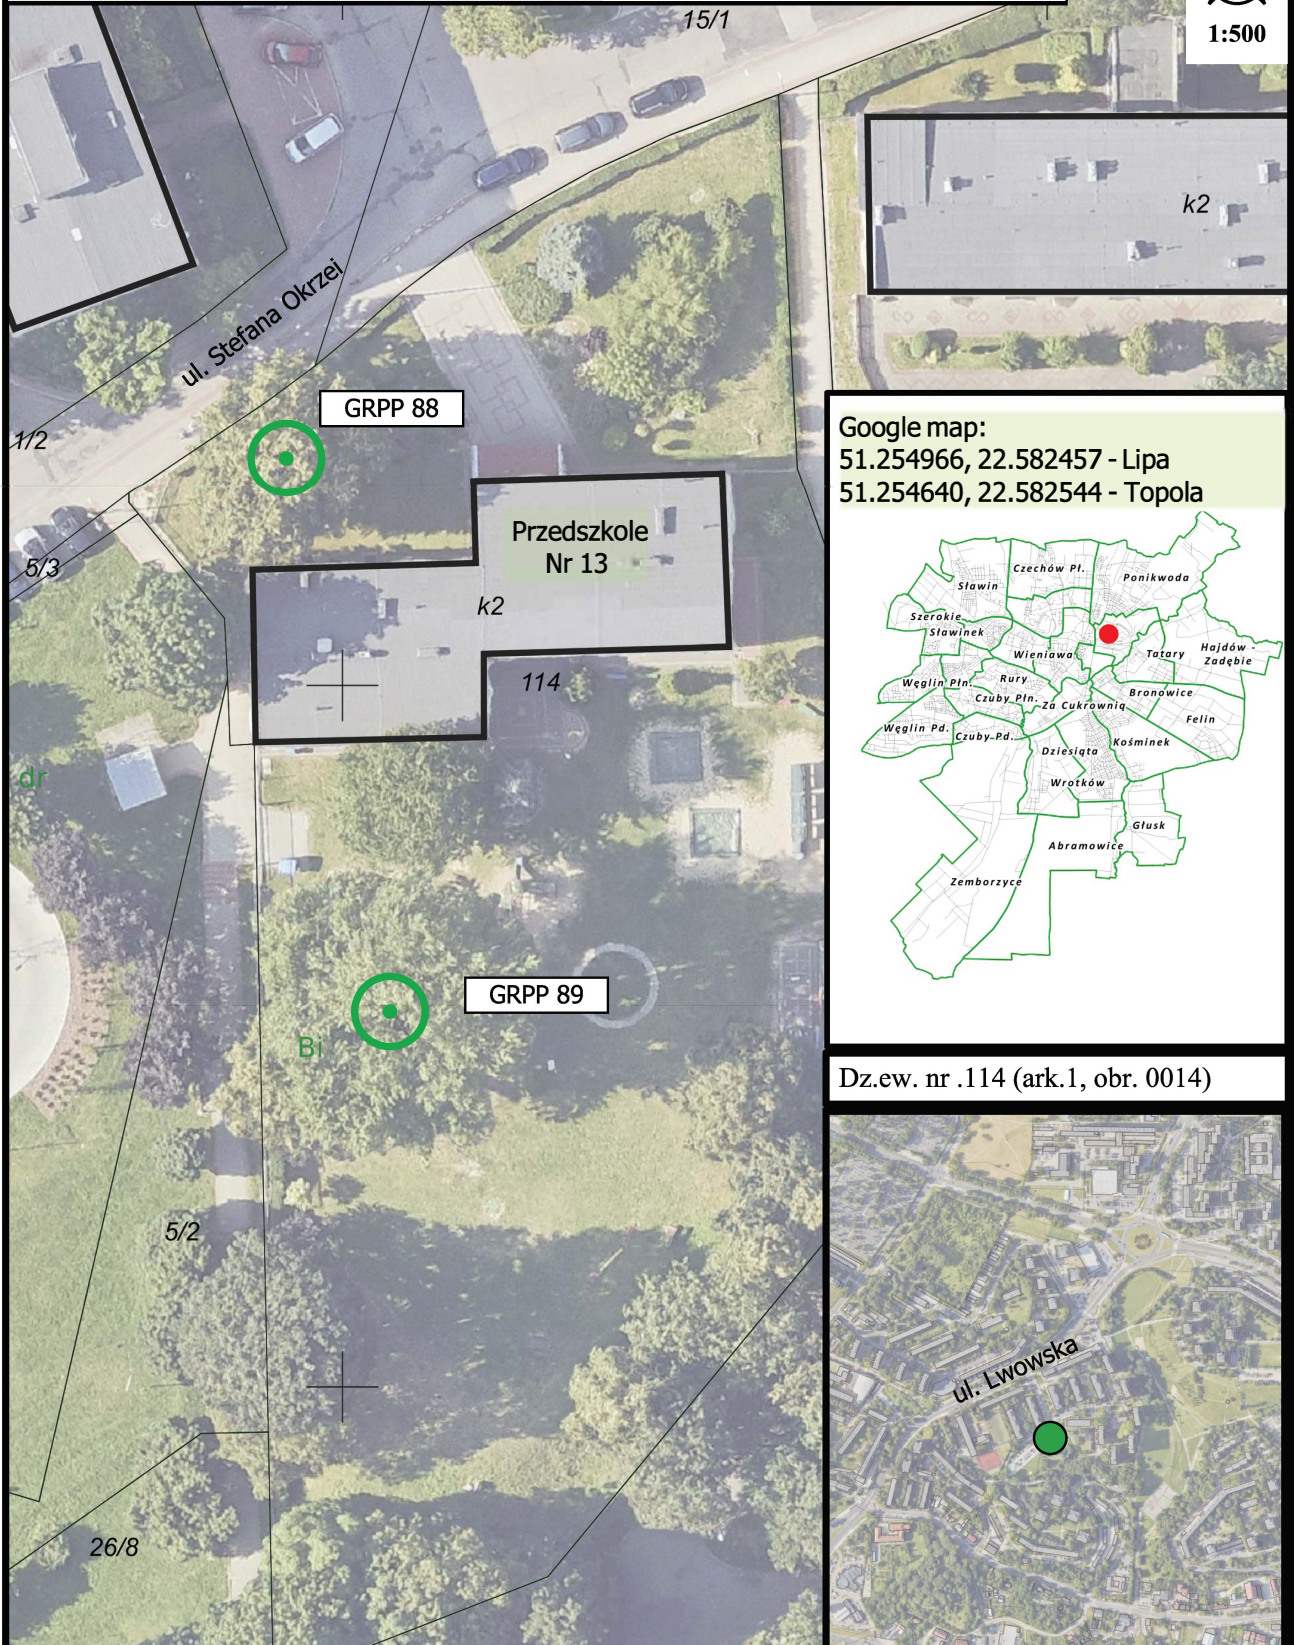 15/1
1:500
k2
ul. Stefana Okrzei
GRPP 88
1/2
Google map:
51.254966, 22.582457 - Lipa
51.254640, 22.582544 - Topola
Przedszkole
Nr 13
5/3
k2
114
Czechów Pł.
Ponikwoda
Sławin
Szerokie
Sławinek
Wieniawa
Tatary
Hajdów -
Zadębie
Węglin Płn.
Rury
Czuby Płn.
Bronowice
Za Cukrownią
Felin
Węglin Pd.
Czuby Pd.
Dziesiąta
Kośminek
Wrotków
Głusk
Abramowice
Zemborzyce
dr
GRPP 89
Bi
Dz.ew. nr .114 (ark.1, obr. 0014)
5/2
ul. Lwowska
26/8